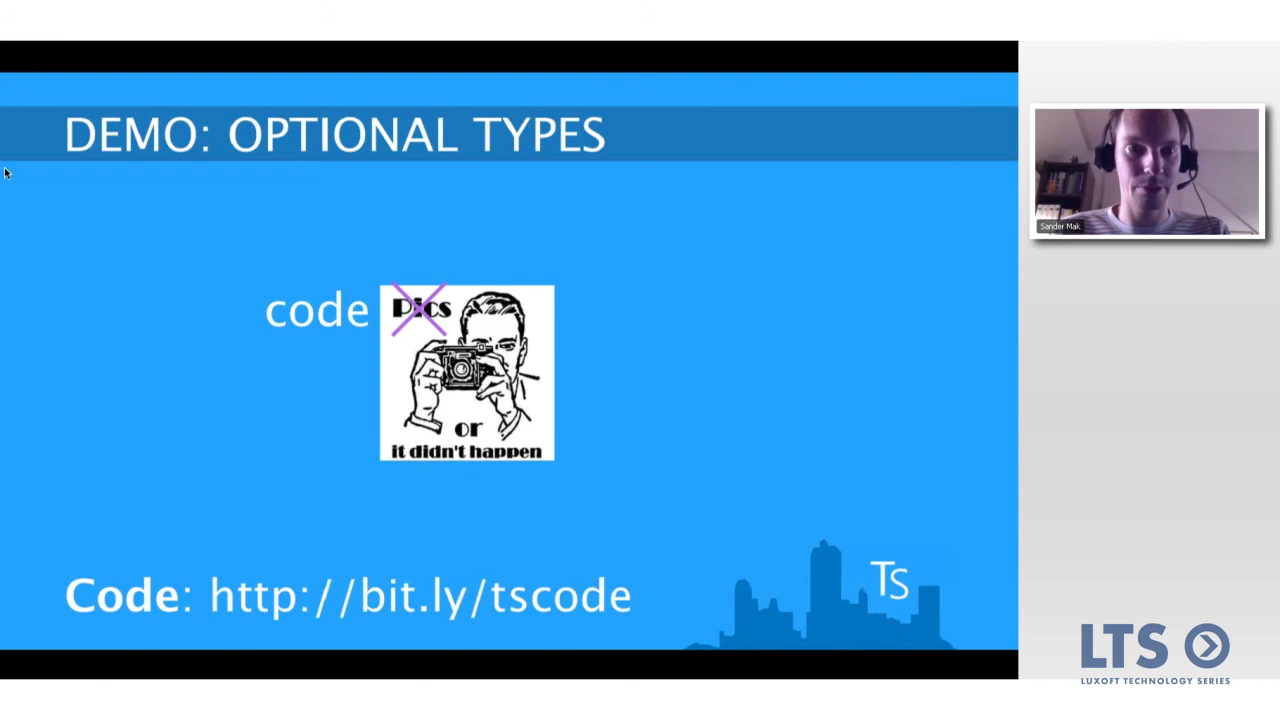 DEMO: OPTIONAL TYPES
Sander Mak
code
Pics
or
it didn't happen
Code: http://bit.ly/tscode
Ts
LTS
LUXOFT TECHNOLOGY SERIES